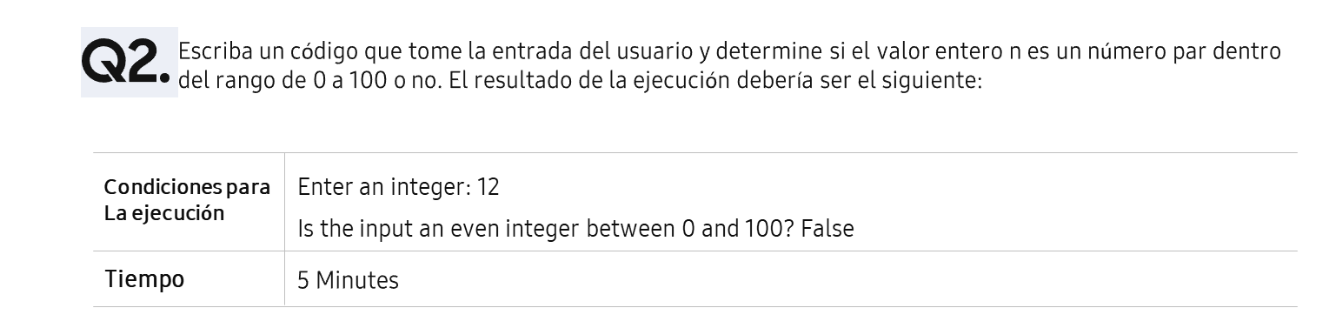 Q2. Escriba un código que tome la entrada del usuario y determine si el valor entero n es un número par dentro
del rango de 0 a 100 o no. El resultado de la ejecución debería ser el siguiente:
Condiciones para
La ejecución
Enter an integer: 12
Is the input an even integer between 0 and 100? False
Tiempo
5 Minutes